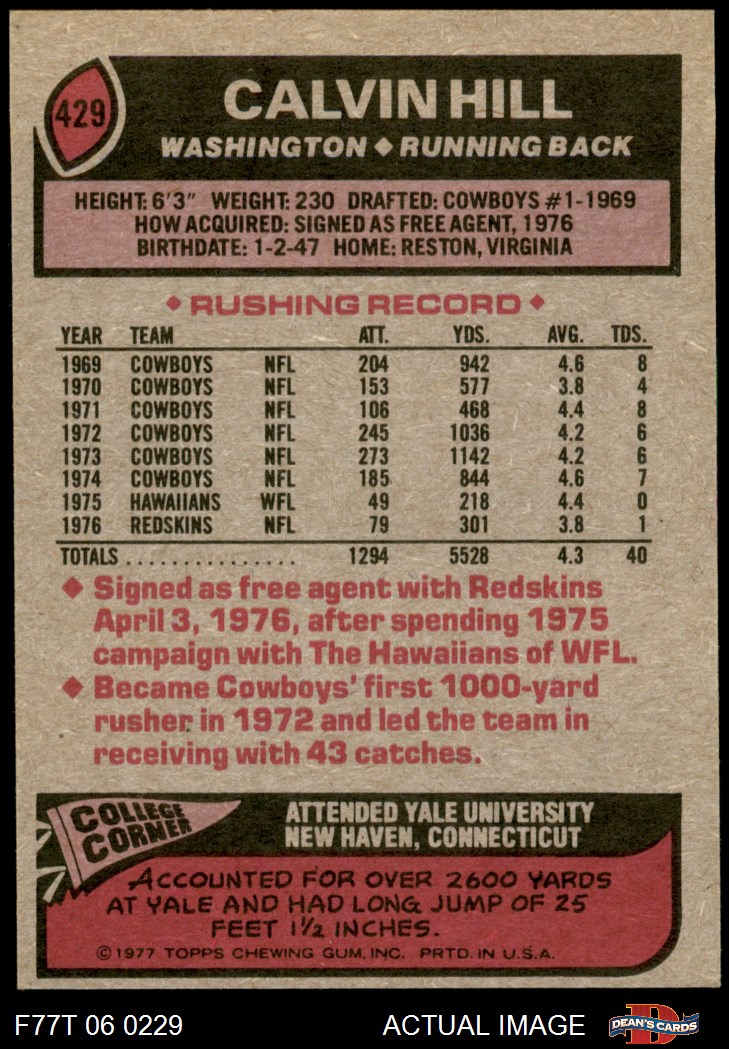 429
CALVIN HILL
WASHINGTON ◆ RUNNING BACK
HEIGHT: 6'3" WEIGHT: 230 DRAFTED: COWBOYS #1-1969
HOW ACQUIRED: SIGNED AS FREE AGENT, 1976
BIRTHDATE: 1-2-47 HOME: RESTON, VIRGINIA
◆ RUSHING RECORD ◆
YEAR TEAM ATT. YDS. AVG. TDS.
1969 COWBOYS NFL 204 942 4.6 8
1970 COWBOYS NFL 153 577 3.8 4
1971 COWBOYS NFL 106 468 4.4 8
1972 COWBOYS NFL 245 1036 4.2 6
1973 COWBOYS NFL 273 1142 4.2 6
1974 COWBOYS NFL 185 844 4.6 7
1975 HAWAIIANS WFL 49 218 4.4 0
1976 REDSKINS NFL 79 301 3.8 1
TOTALS ................ 1294 5528 4.3 40
◆ Signed as free agent with Redskins
April 3, 1976, after spending 1975
campaign with The Hawaiians of WFL.
◆ Became Cowboys' first 1000-yard
rusher in 1972 and led the team in
receiving with 43 catches.
COLLEGE
CORNER
ATTENDED YALE UNIVERSITY
NEW HAVEN, CONNECTICUT
ACCOUNTED FOR OVER 2600 YARDS
AT YALE AND HAD LONG JUMP OF 25
FEET 1½ INCHES.
© 1977 TOPPS CHEWING GUM, INC. PRTD. IN U.S.A.
F77T 06 0229 ACTUAL IMAGE DEAN'S CARDS